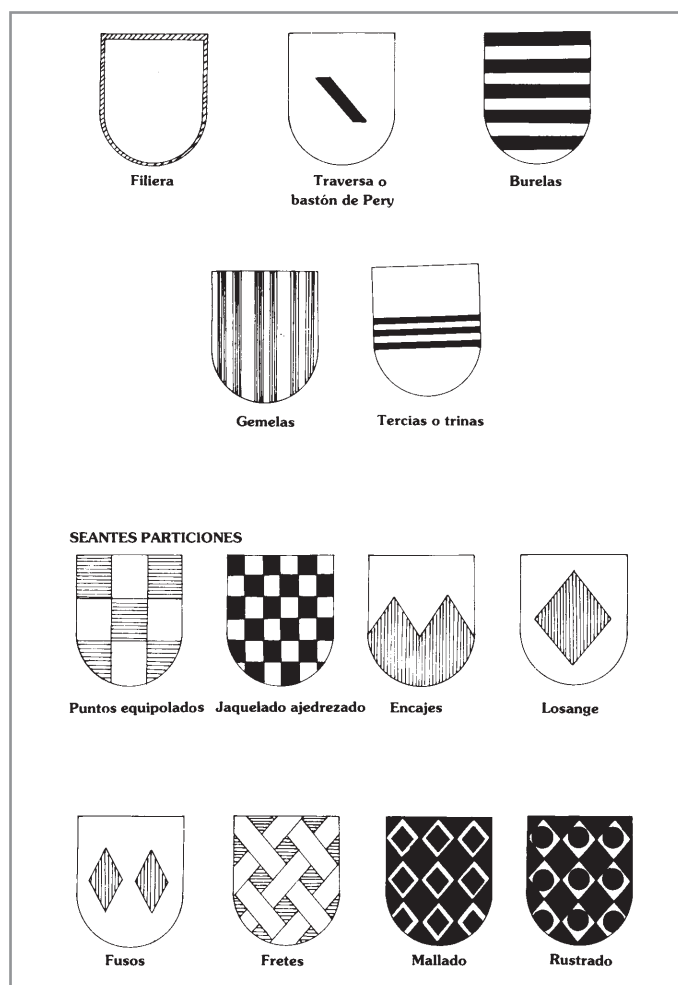 Filiera
Traversa o
bastón de Pery
Burelas
Gemelas
Tercias o trinas
SEANTES PARTICIONES
Puntos equipolados
Jaquelado ajedrezado
Encajes
Losange
Fusos
Fretes
Mallado
Rustrado